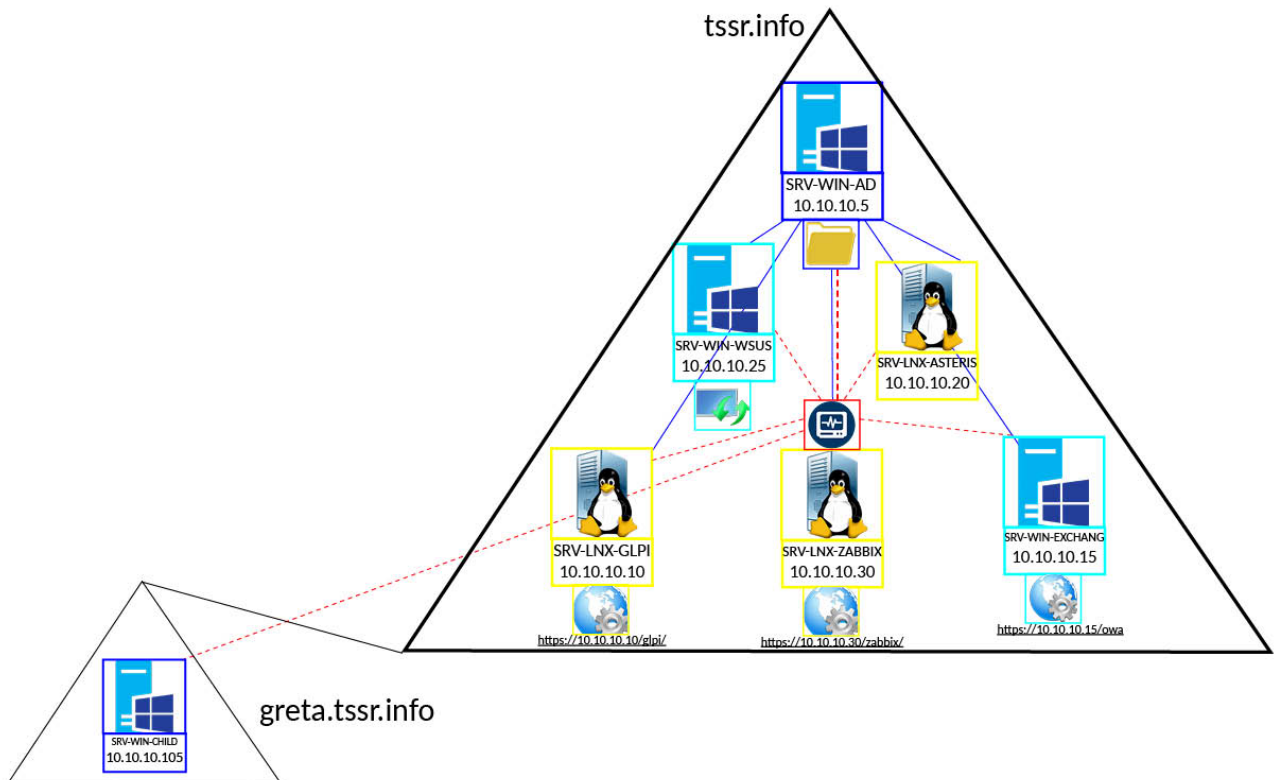 tssr.info
SRV-WIN-AD
10.10.10.5
SRV-WIN-WSUS
10.10.10.25
SRV-LNX-ASTERIS
10.10.10.20
SRV-LNX-GLPI
10.10.10.10
https://10.10.10.10/glpi/
SRV-LNX-ZABBIX
10.10.10.30
https://10.10.10.30/zabbix/
SRV-WIN-EXCHANG
10.10.10.15
https://10.10.10.15/owa
greta.tssr.info
SRV-WIN-CHILD
10.10.10.105